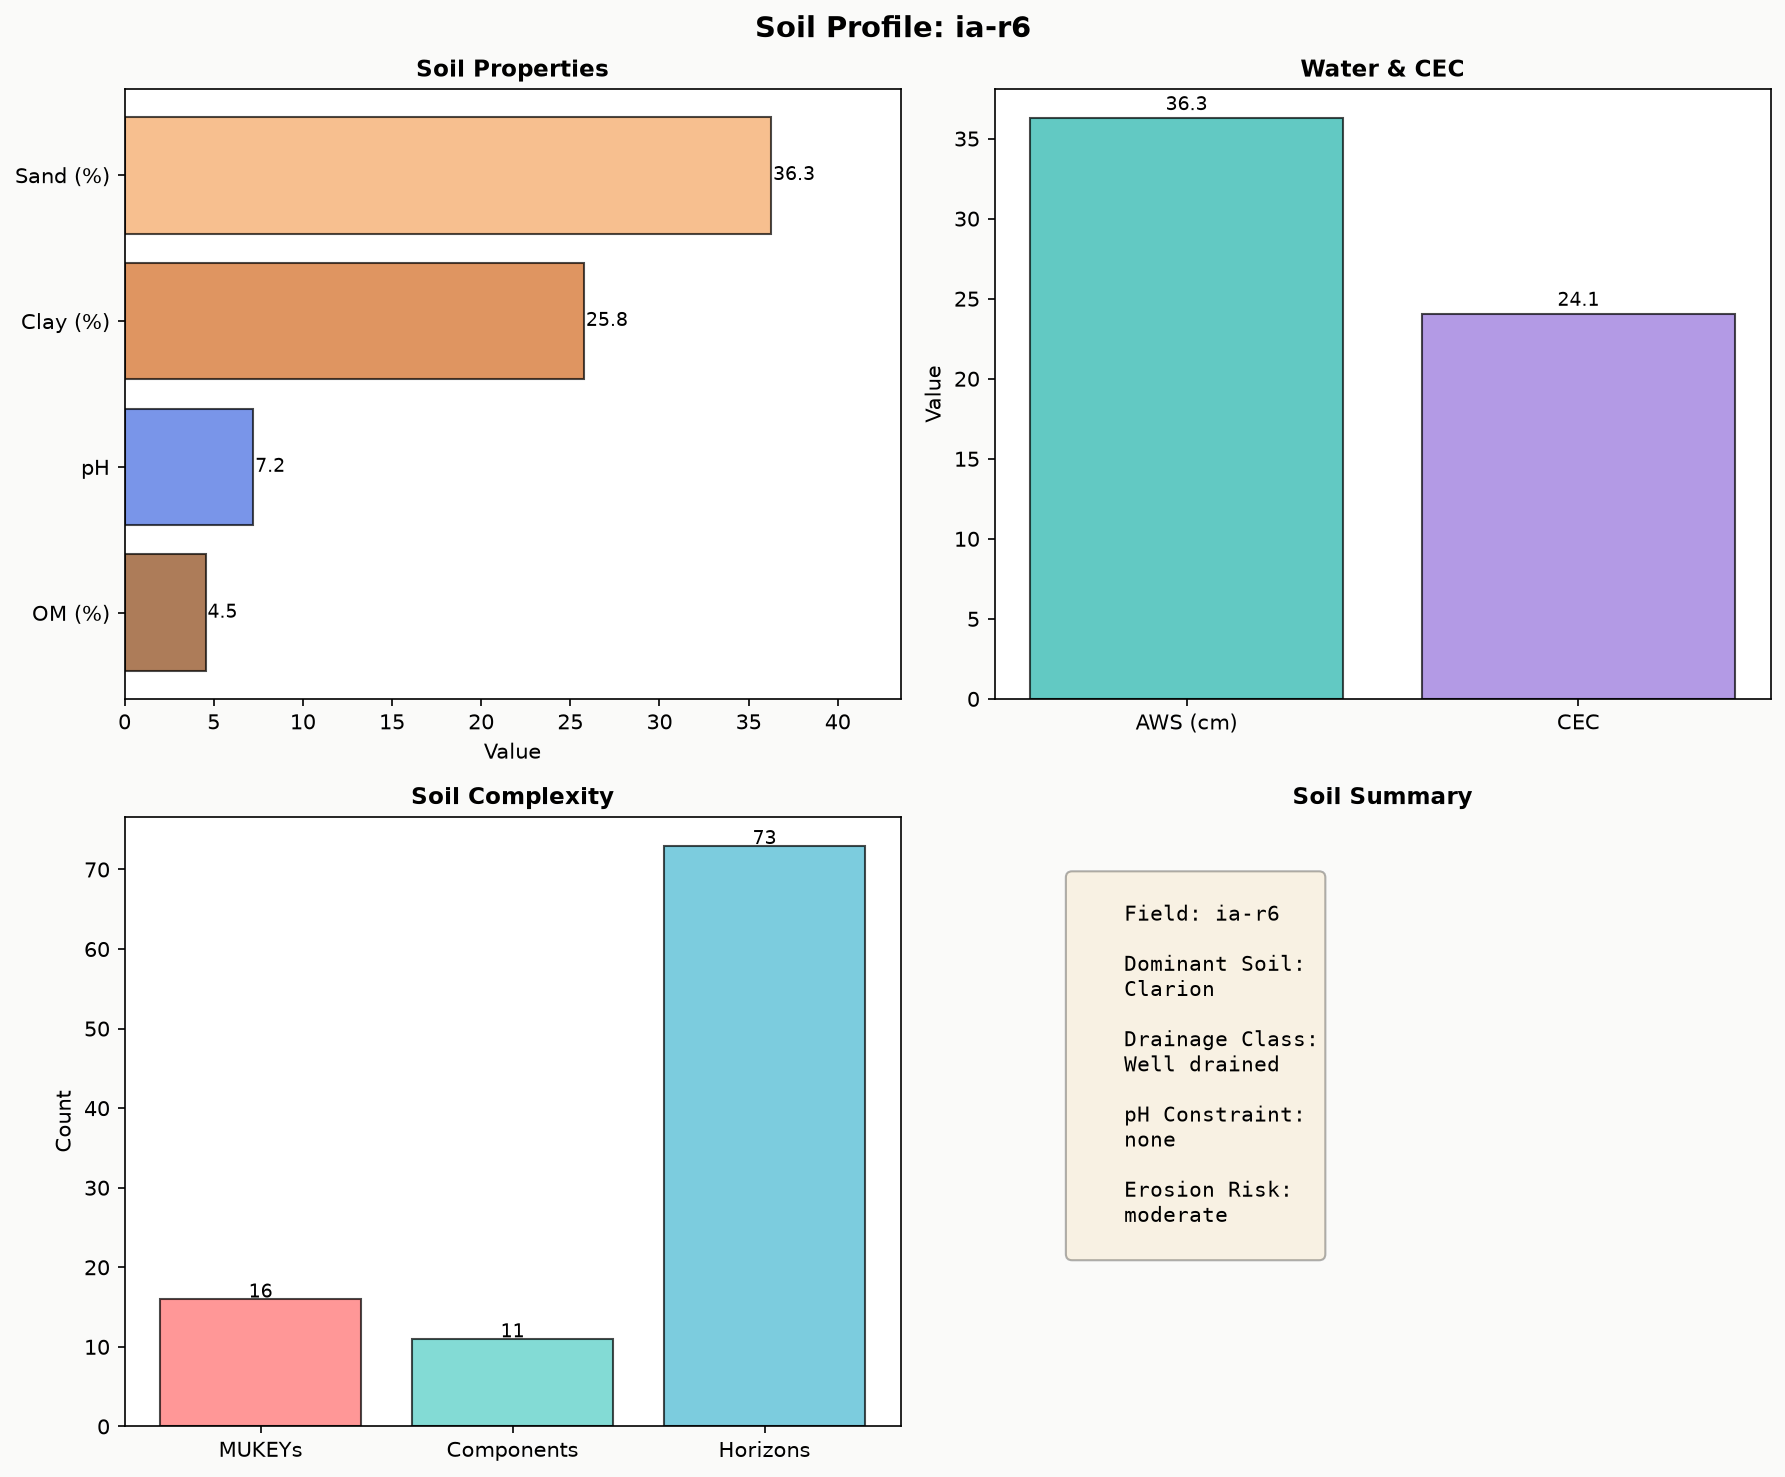 Soil Profile: ia-r6
Soil Properties
Sand (%)
Clay (%)
pH
OM (%)
36.3
25.8
7.2
4.5
0 5 10 15 20 25 30 35 40
Value
Water & CEC
Value
35
30
25
20
15
10
5
0
36.3
24.1
AWS (cm) CEC
Soil Complexity
Count
70
60
50
40
30
20
10
0
16
11
73
MUKEYs Components Horizons
Soil Summary
Field: ia-r6
Dominant Soil:
Clarion
Drainage Class:
Well drained
pH Constraint:
none
Erosion Risk:
moderate